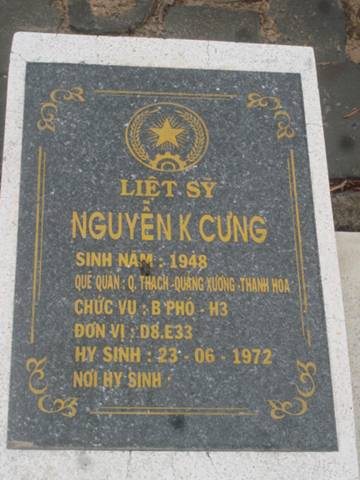 LIỆT SỸ
NGUYỄN K CƯNG
SINH NĂM : 1948
QUÊ QUÁN : Q. THẠCH -QUẢNG XƯƠNG -THANH HOA
CHỨC VỤ : B PHÓ - H3
ĐƠN VỊ : D8.E33
HY SINH : 23 - 06 - 1972
NƠI HY SINH :